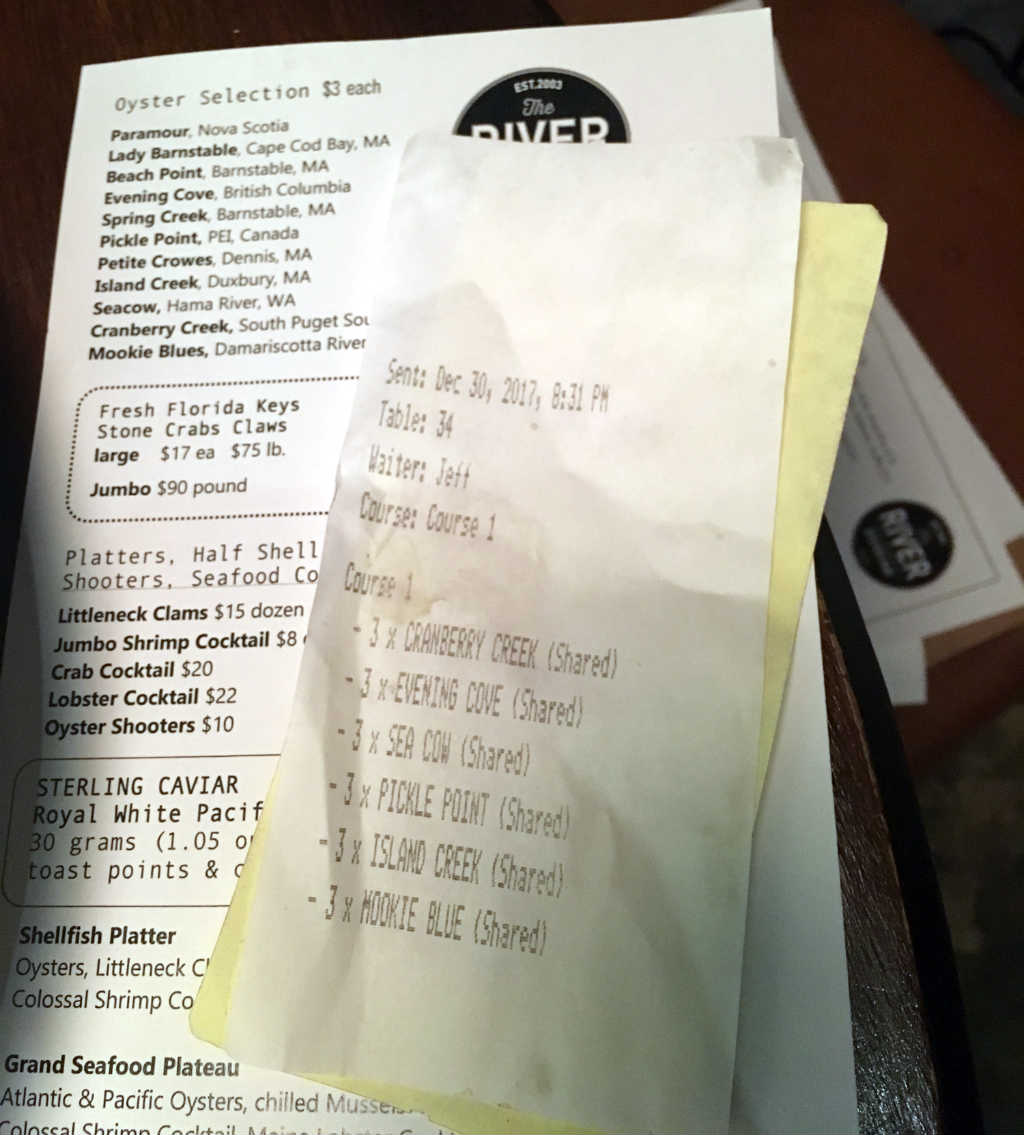 Oyster Selection $3 each
Paramour, Nova Scotia
Lady Barnstable, Cape Cod Bay, MA
Beach Point, Barnstable, MA
Evening Cove, British Columbia
Spring Creek, Barnstable, MA
Pickle Point, PEI, Canada
Petite Crowes, Dennis, MA
Island Creek, Duxbury, MA
Seacow, Hama River, WA
Cranberry Creek, South Puget
Mookie Blues, Damariscotta River
Fresh Florida Keys
Stone Crabs Claws
large $17 ea $75 lb.
Jumbo $90 pound
Platters, Half Shell
Shooters, Seafood
Littleneck Clams $15 dozen
Jumbo Shrimp Cocktail $8
Crab Cocktail $20
Lobster Cocktail $22
Oyster Shooters $10
STERLING CAVIAR
Royal White
30 grams (1.05
toast points &
Shellfish Platter
Oysters, Littleneck
Colossal Shrimp
Grand Seafood Plateau
Atlantic & Pacific Oysters, chilled
Colossal Shrimp Cocktail, Maine Lobster
EST.2003
The
RIVER
Sent: Dec 30, 2017, 8:31 PM
Table: 34
Waiter: Jeff
Course: Course 1
Course 1
- 3 x CRANBERRY CREEK (Shared)
- 3 x EVENING COVE (Shared)
- 3 x SEA COW (Shared)
- 3 x PICKLE POINT (Shared)
- 3 x ISLAND CREEK (Shared)
- 3 x MOOKIE BLUE (Shared)
RIVER